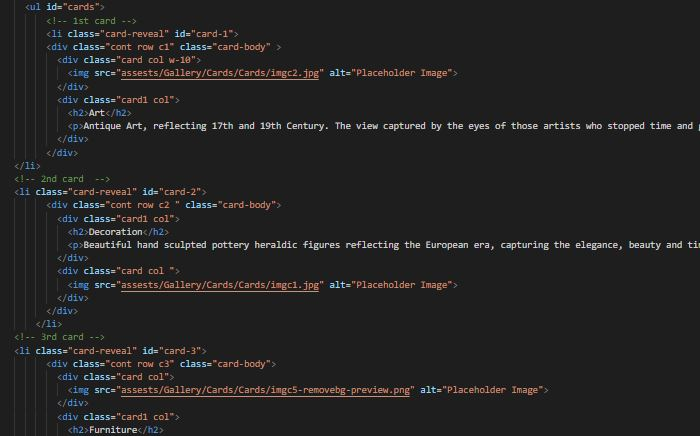 <ul id="cards">
<!-- 1st card -->
<li class="card-reveal" id="card-1">
<div class="cont row c1" class="card-body" >
<div class="card col w-10">
<img src="assests/Gallery/Cards/Cards/imgc2.jpg" alt="Placeholder Image">
</div>
<div class="card1 col">
<h2>Art</h2>
<p>Antique Art, reflecting 17th and 19th Century. The view captured by the eyes of those artists who stopped time and
</div>
</div>
</li>
<!-- 2nd card  -->
<li class="card-reveal" id="card-2">
<div class="cont row c2 " class="card-body">
<div class="card1 col">
<h2>Decoration</h2>
<p>Beautiful hand sculpted pottery heraldic figures reflecting the European era, capturing the elegance, beauty and
</div>
<div class="card col ">
<img src="assests/Gallery/Cards/Cards/imgc1.jpg" alt="Placeholder Image">
</div>
</div>
</li>
<!-- 3rd card -->
<li class="card-reveal" id="card-3">
<div class="cont row c3" class="card-body">
<div class="card col">
<img src="assests/Gallery/Cards/Cards/imgc5-removebg-preview.png" alt="Placeholder Image">
</div>
<div class="card1 col">
<h2>Furniture</h2>